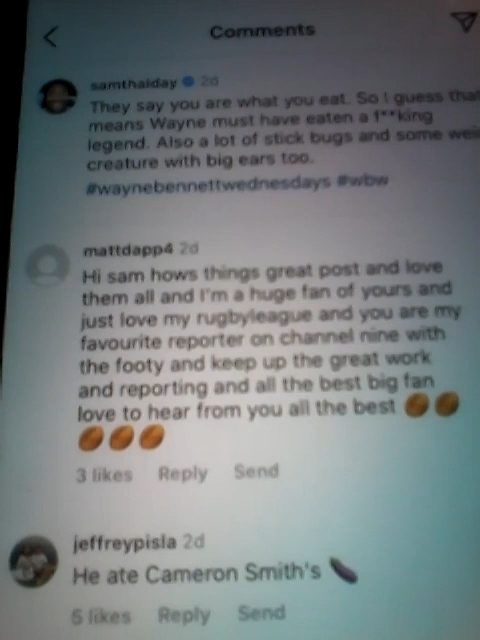 Comments
samthaiday 2d
They say you are what you eat. So I guess that
means Wayne must have eaten a f**king
legend. Also a lot of stick bugs and some wei
creature with big ears too.
#waynebennettwednesdays #wbw
mattdapp4 2d
Hi sam hows things great post and love
them all and I'm a huge fan of yours and
just love my rugbyleague and you are my
favourite reporter on channel nine with
the footy and keep up the great work
and reporting and all the best big fan
love to hear from you all the best 🏉🏉
🏉🏉🏉
3 likes Reply Send
jeffreypisla 2d
He ate Cameron Smith's 🍆
5 likes Reply Send